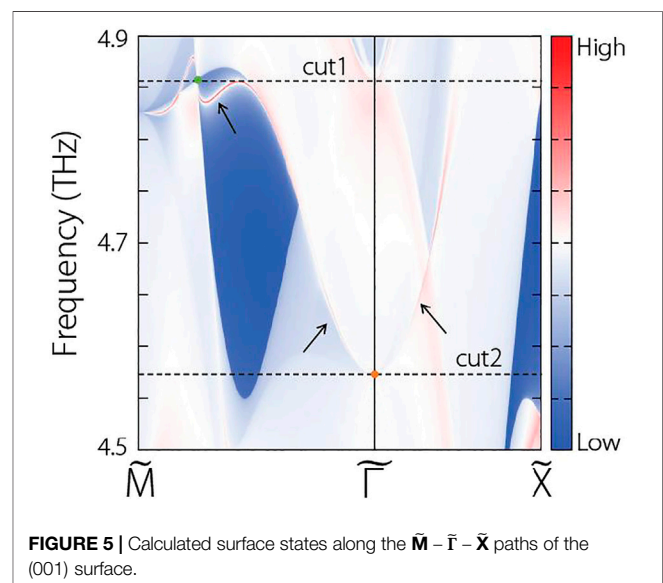 4.9
High
cut1
Frequency (THz)
4.7
cut2
4.5
Low
M̃
Γ̃
X̃
FIGURE 5 | Calculated surface states along the M̃ – Γ̃ – X̃ paths of the
(001) surface.